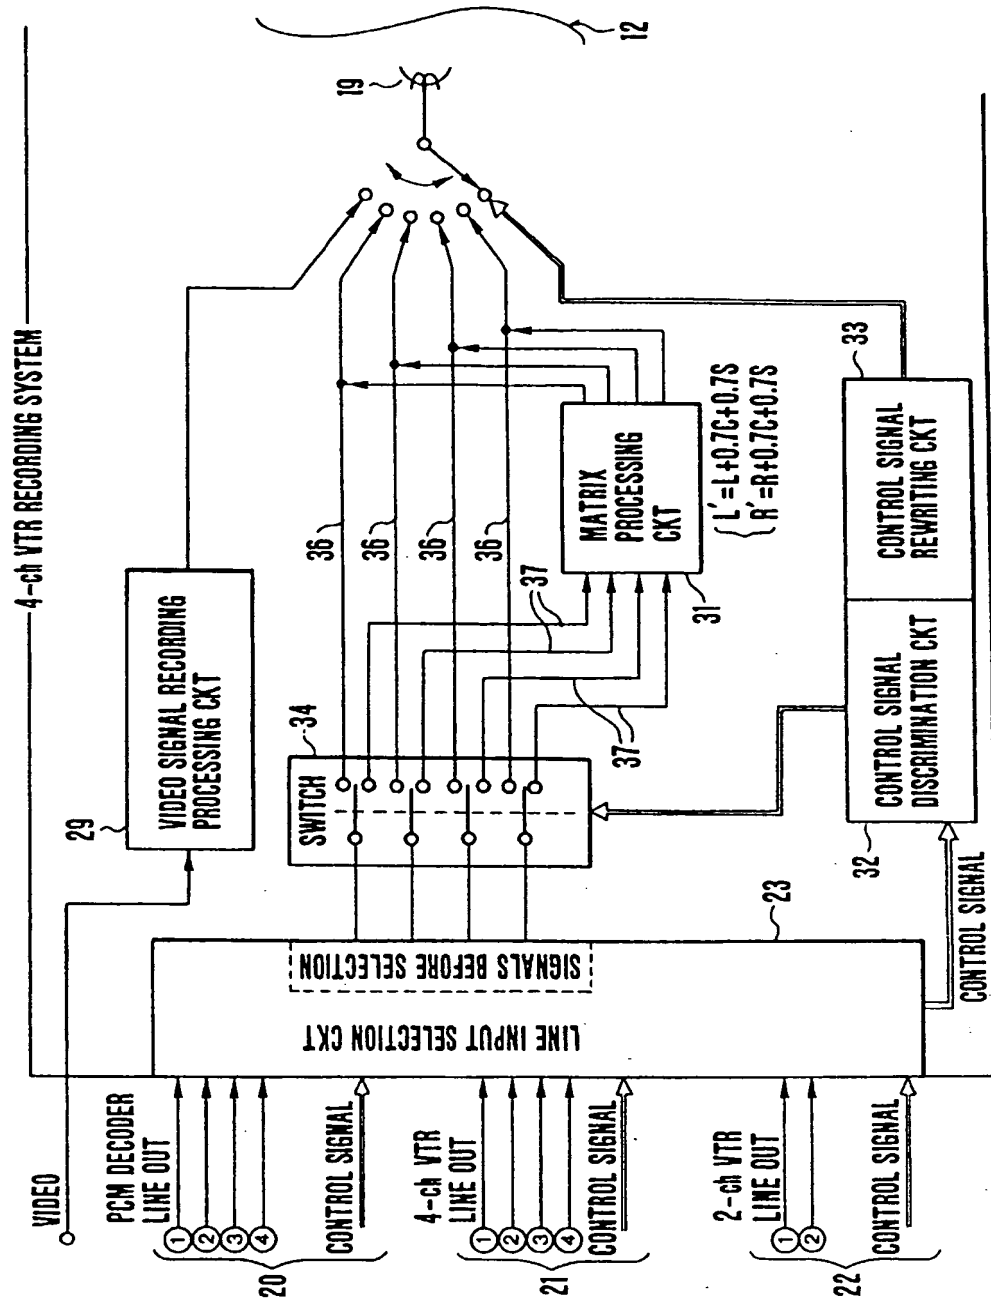 4-ch VTR RECORDING SYSTEM
VIDEO
29
VIDEO SIGNAL RECORDING
PROCESSING CKT
19
12
PCM DECODER
LINE OUT
1
2
3
4
CONTROL SIGNAL
20
4-ch VTR
LINE OUT
1
2
3
4
CONTROL SIGNAL
21
2-ch VTR
LINE OUT
1
2
CONTROL SIGNAL
22
LINE INPUT SELECTION CKT
SIGNALS BEFORE SELECTION
23
SWITCH
34
36
36
36
36
37
37
MATRIX
PROCESSING
CKT
31
L'=L+0.7C+0.7S
R'=R+0.7C+0.7S
CONTROL SIGNAL
32
CONTROL SIGNAL
DISCRIMINATION CKT
CONTROL SIGNAL
REWRITING CKT
33